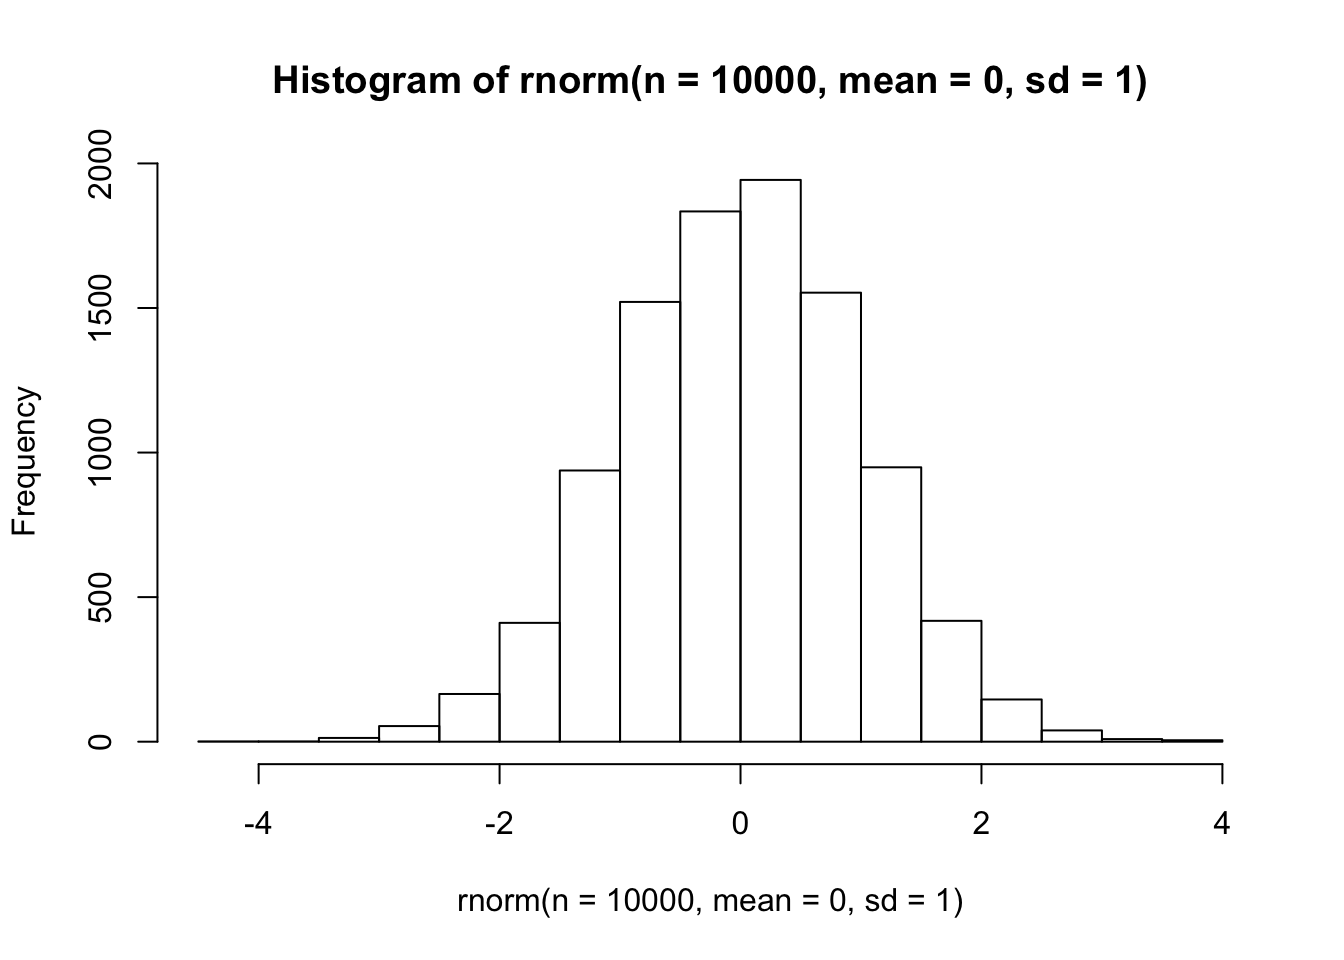 Histogram of rnorm(n = 10000, mean = 0, sd = 1)
2000
1500
1000
500
0
Frequency
-4 -2 0 2 4
rnorm(n = 10000, mean = 0, sd = 1)